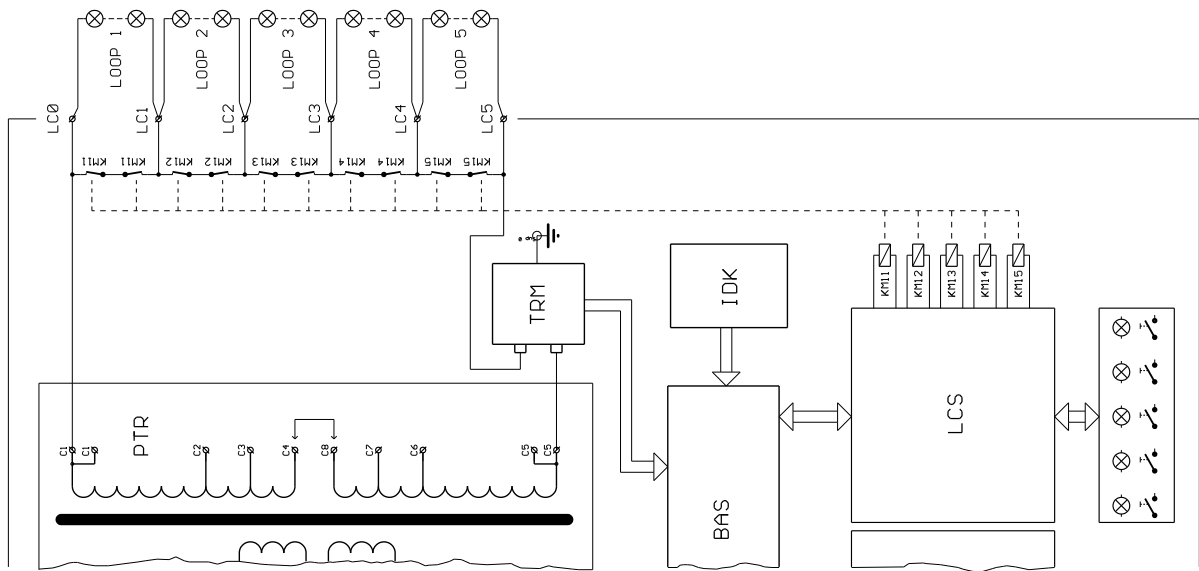 LOOP 1
LOOP 2
LOOP 3
LOOP 4
LOOP 5
LC0
LC1
LC2
LC3
LC4
LC5
KM11
KM11
KM12
KM12
KM13
KM13
KM14
KM14
KM15
KM15
TRM
IDK
KM11
KM12
KM13
KM14
KM15
LCS
PTR
C1
C1
C2
C3
C4
C8
C7
C6
C5
C5
BAS